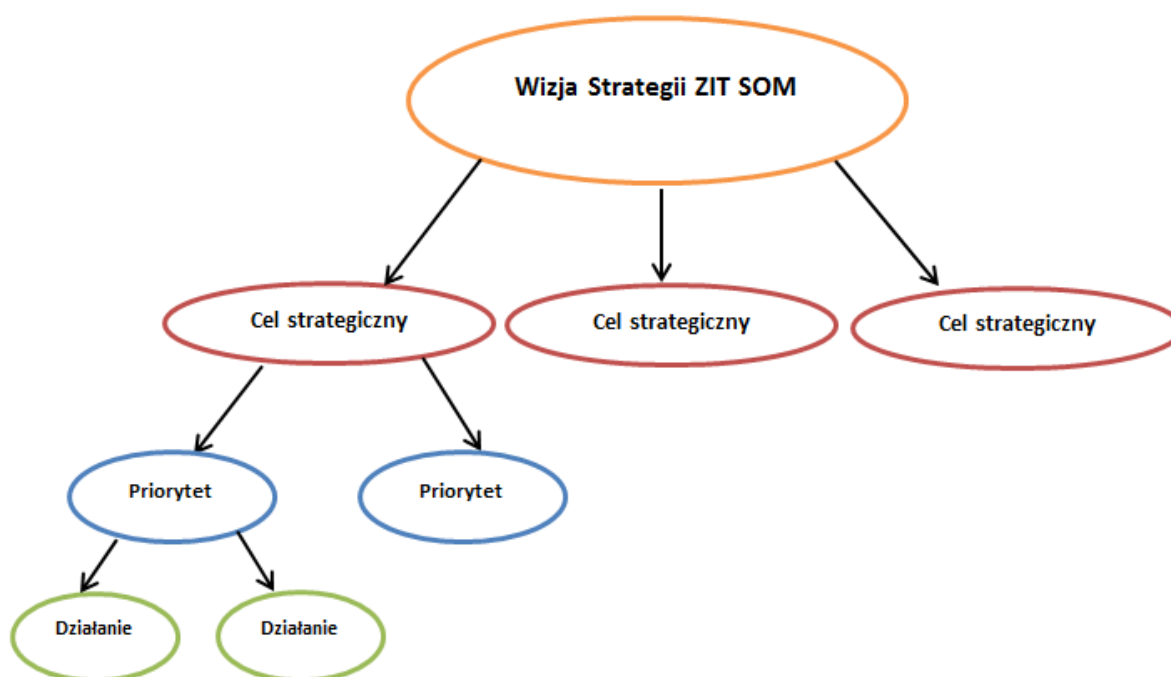 Wizja Strategii ZIT SOM
Cel strategiczny
Cel strategiczny
Cel strategiczny
Priorytet
Priorytet
Działanie
Działanie